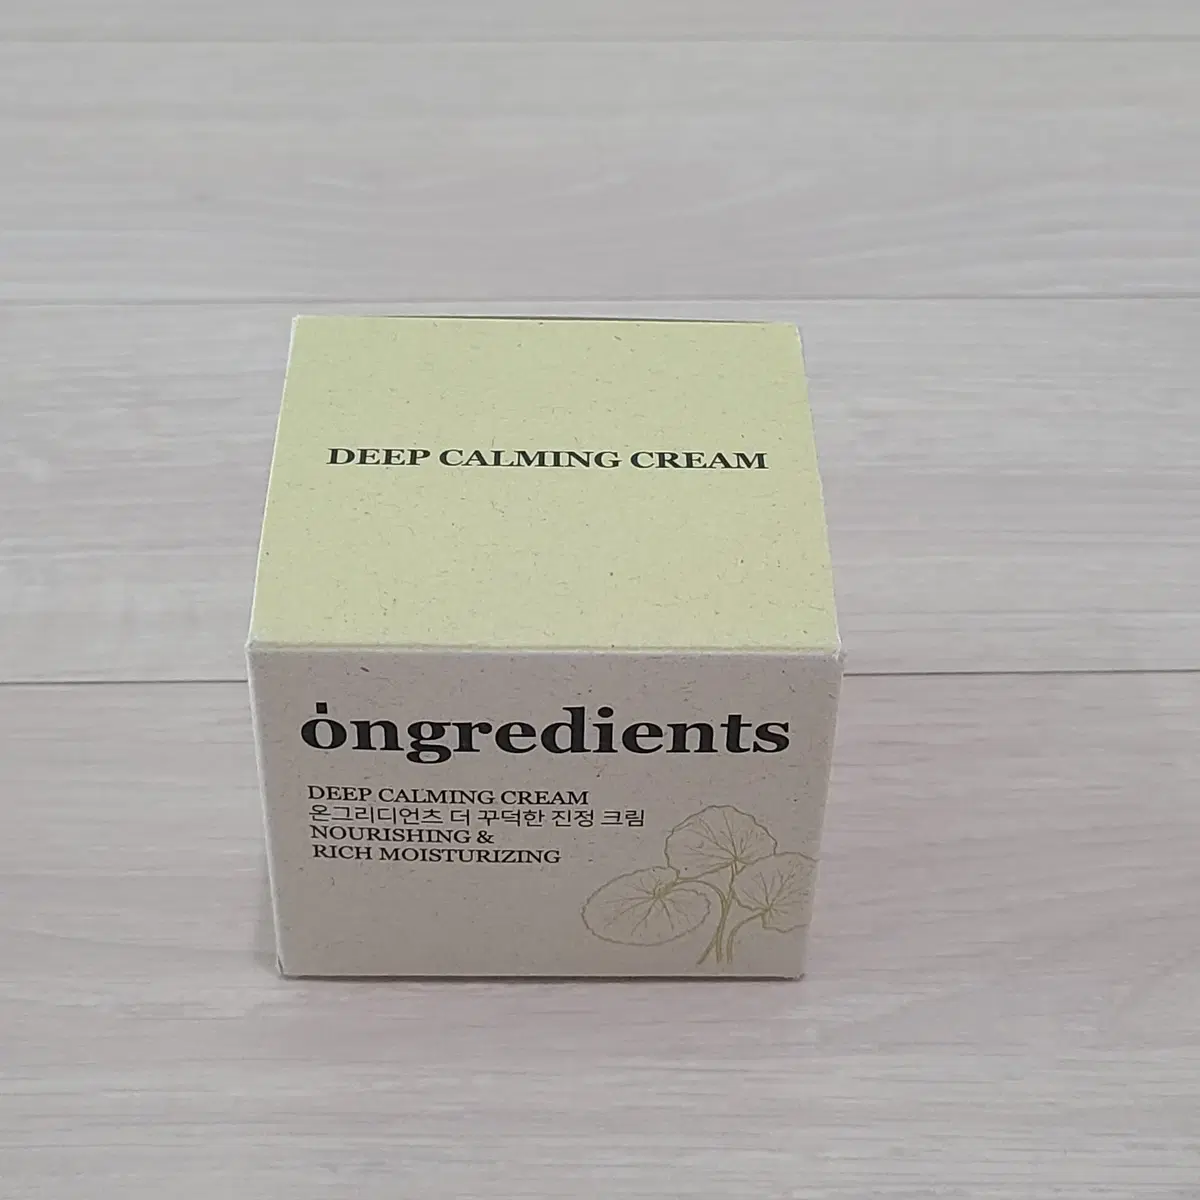 DEEP CALMING CREAM
ongredients
DEEP CALMING CREAM
온그리디언츠 더 꾸덕한 진정 크림
NOURISHING &
RICH MOISTURIZING